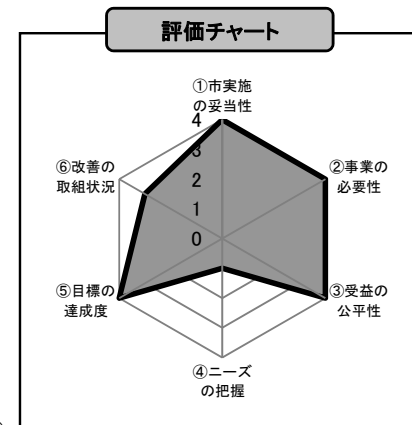 評価チャート
①市実施
の妥当性
4
3
2
1
0
②事業の
必要性
③受益の
公平性
④ニーズ
の把握
⑤目標の
達成度
⑥改善の
取組状況